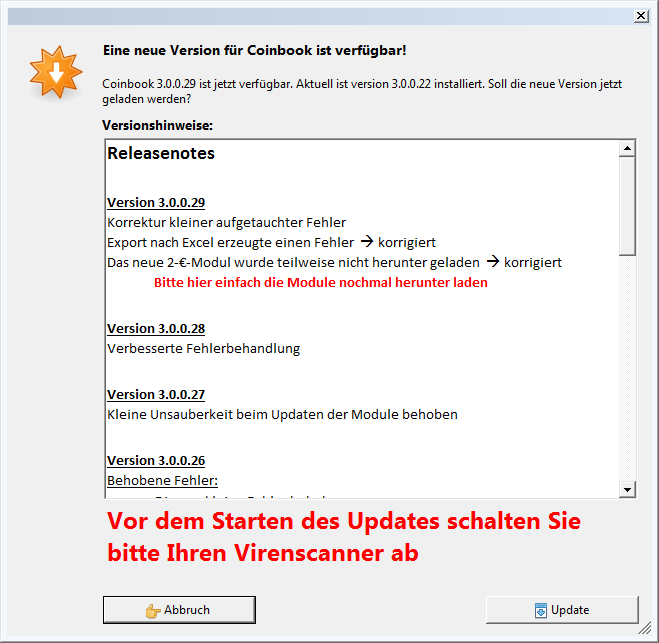 Eine neue Version für Coinbook ist verfügbar!
Coinbook 3.0.0.29 ist jetzt verfügbar. Aktuell ist version 3.0.0.22 installiert. Soll die neue Version jetzt
geladen werden?
Versionshinweise:
Releasenotes
Version 3.0.0.29
Korrektur kleiner aufgetauchter Fehler
Export nach Excel erzeugte einen Fehler → korrigiert
Das neue 2-€-Modul wurde teilweise nicht herunter geladen → korrigiert
Bitte hier einfach die Module nochmal herunter laden
Version 3.0.0.28
Verbesserte Fehlerbehandlung
Version 3.0.0.27
Kleine Unsauberkeit beim Updaten der Module behoben
Version 3.0.0.26
Behobene Fehler:
Vor dem Starten des Updates schalten Sie
bitte Ihren Virenscanner ab
Abbruch
Update